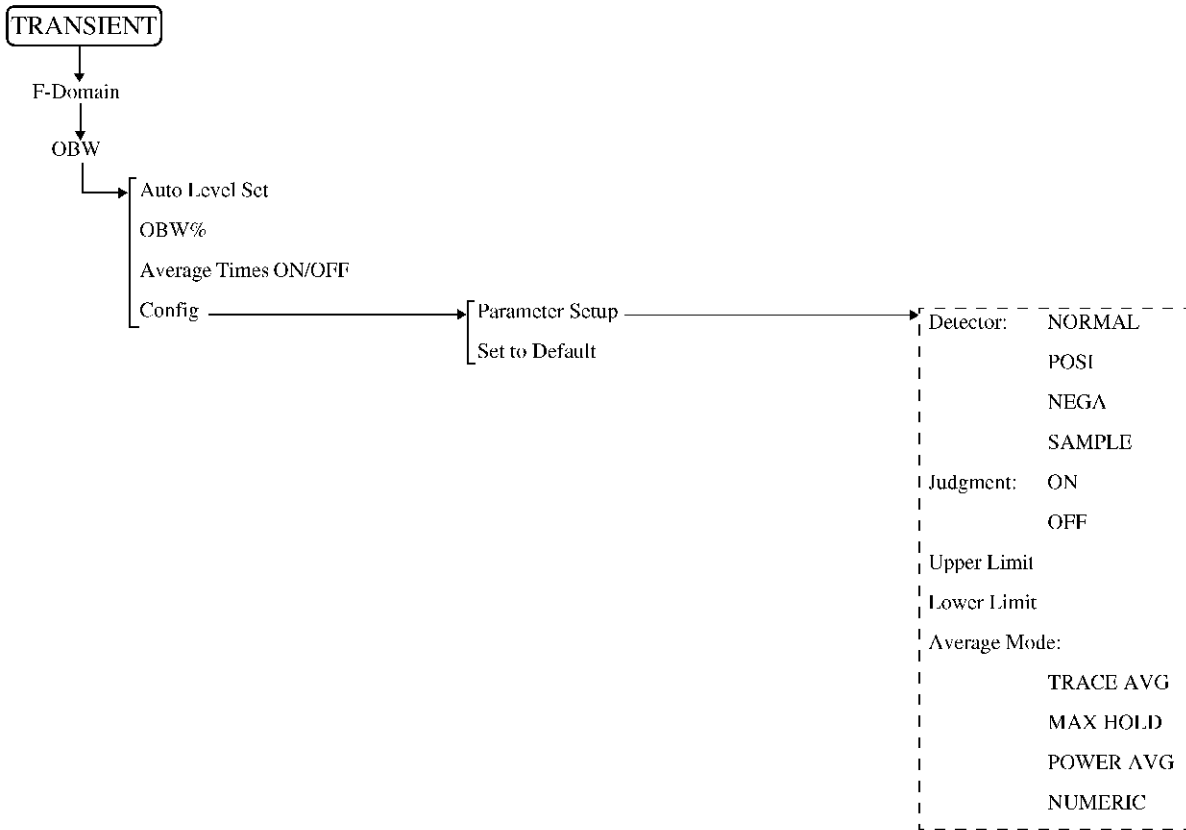 TRANSIENT
F-Domain
OBW
Auto Level Set
OBW%
Average Times ON/OFF
Config
Parameter Setup
Set to Default
Detector: NORMAL
POSI
NEGA
SAMPLE
Judgment: ON
OFF
Upper Limit
Lower Limit
Average Mode:
TRACE AVG
MAX HOLD
POWER AVG
NUMERIC